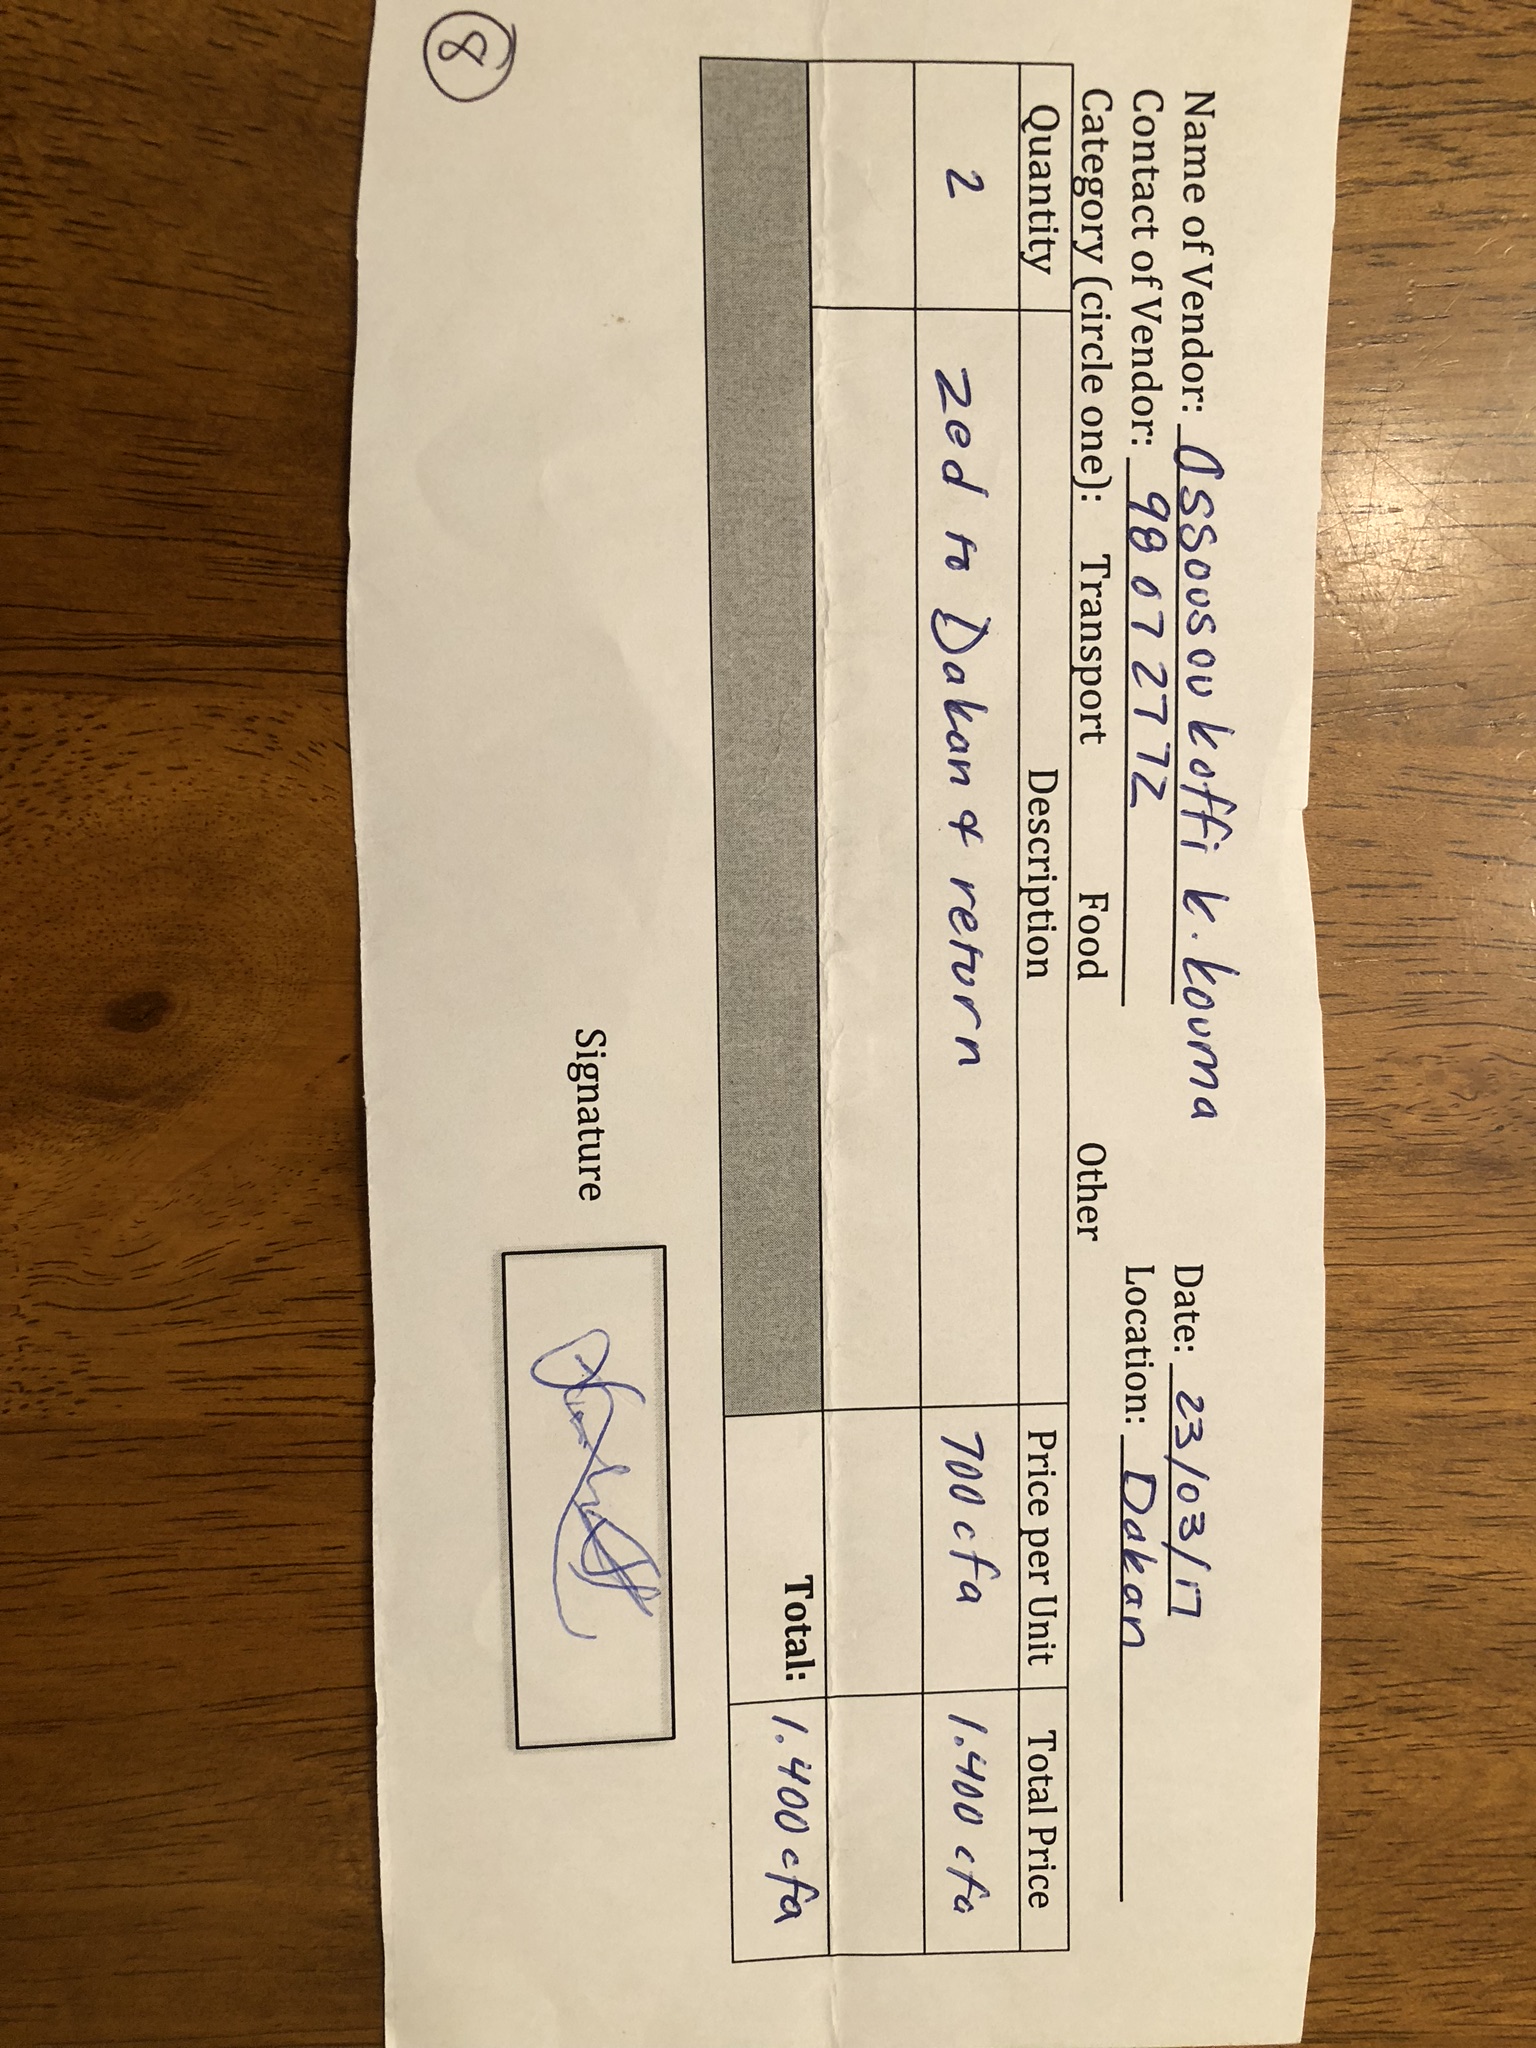 Name of Vendor: Ossousou koffi k. kouma Date: 23/03/17
Contact of Vendor: 98 07 27 72 Location: Dakan
Category (circle one): Transport Food Other
Quantity Description Price per Unit Total Price
2 zed to Dakan & return 700 cfa 1.400 cfa
Total: 1.400 cfa
Signature
8